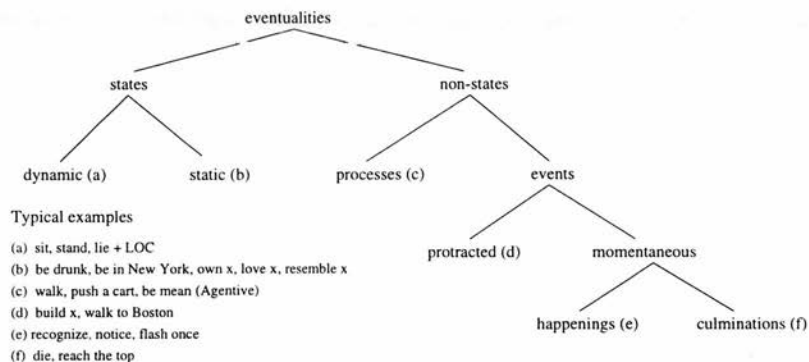 eventualities
states non-states
dynamic (a) static (b) processes (c) events
Typical examples
protracted (d) momentaneous
(a) sit, stand, lie + LOC
(b) be drunk, be in New York, own x, love x, resemble x
(c) walk, push a cart, be mean (Agentive)
(d) build x, walk to Boston
happenings (e) culminations (f)
(e) recognize, notice, flash once
(f) die, reach the top